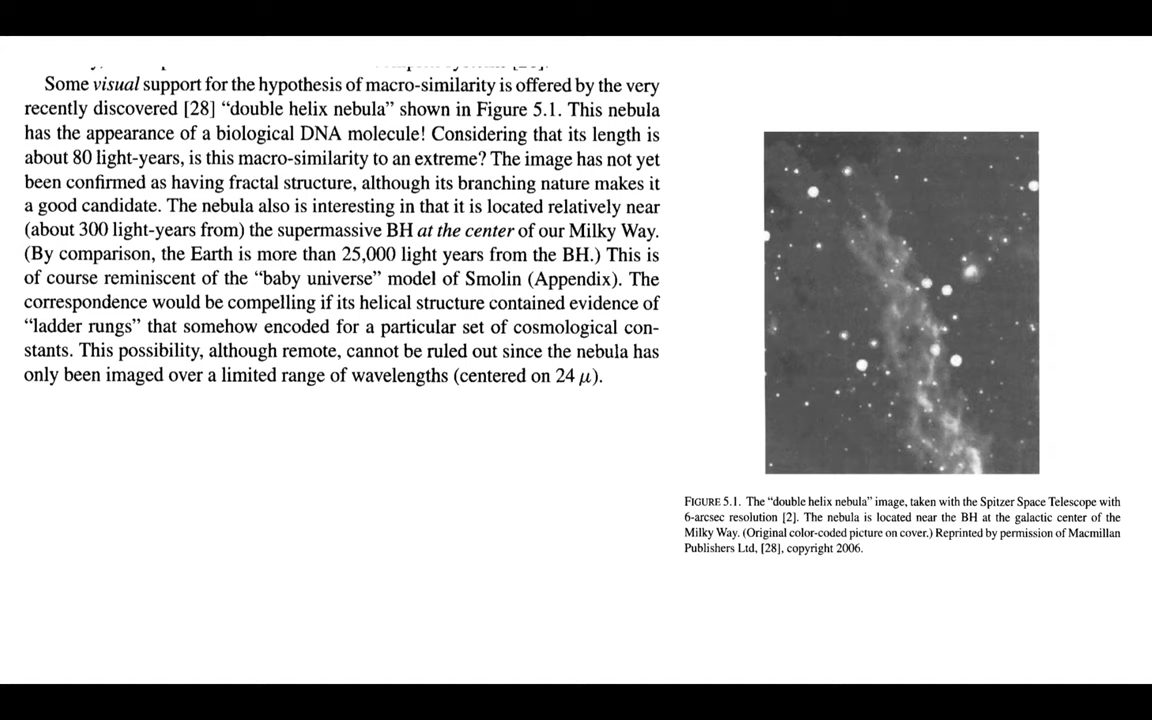 Some visual support for the hypothesis of macro-similarity is offered by the very
recently discovered [28] “double helix nebula” shown in Figure 5.1. This nebula
has the appearance of a biological DNA molecule! Considering that its length is
about 80 light-years, is this macro-similarity to an extreme? The image has not yet
been confirmed as having fractal structure, although its branching nature makes it
a good candidate. The nebula also is interesting in that it is located relatively near
(about 300 light-years from) the supermassive BH at the center of our Milky Way.
(By comparison, the Earth is more than 25,000 light years from the BH.) This is
of course reminiscent of the “baby universe” model of Smolin (Appendix). The
correspondence would be compelling if its helical structure contained evidence of
“ladder rungs” that somehow encoded for a particular set of cosmological con-
stants. This possibility, although remote, cannot be ruled out since the nebula has
only been imaged over a limited range of wavelengths (centered on 24 μ).
FIGURE 5.1. The “double helix nebula” image, taken with the Spitzer Space Telescope with
6-arcsec resolution [2]. The nebula is located near the BH at the galactic center of the
Milky Way. (Original color-coded picture on cover.) Reprinted by permission of Macmillan
Publishers Ltd, [28], copyright 2006.